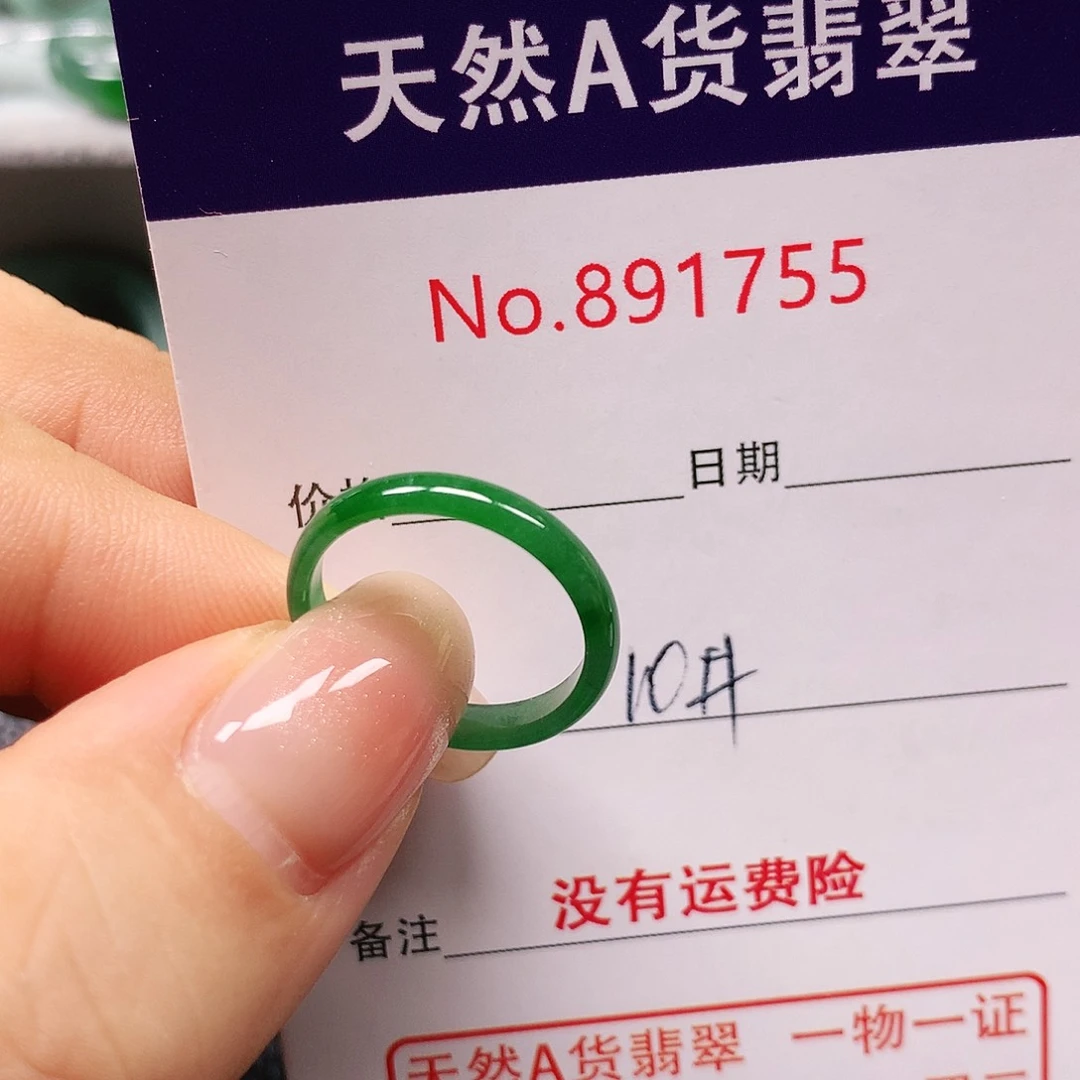 天然A货翡翠
No.891755
价 日期
10#
没有运费险
备注
天然A货翡翠 一物一证